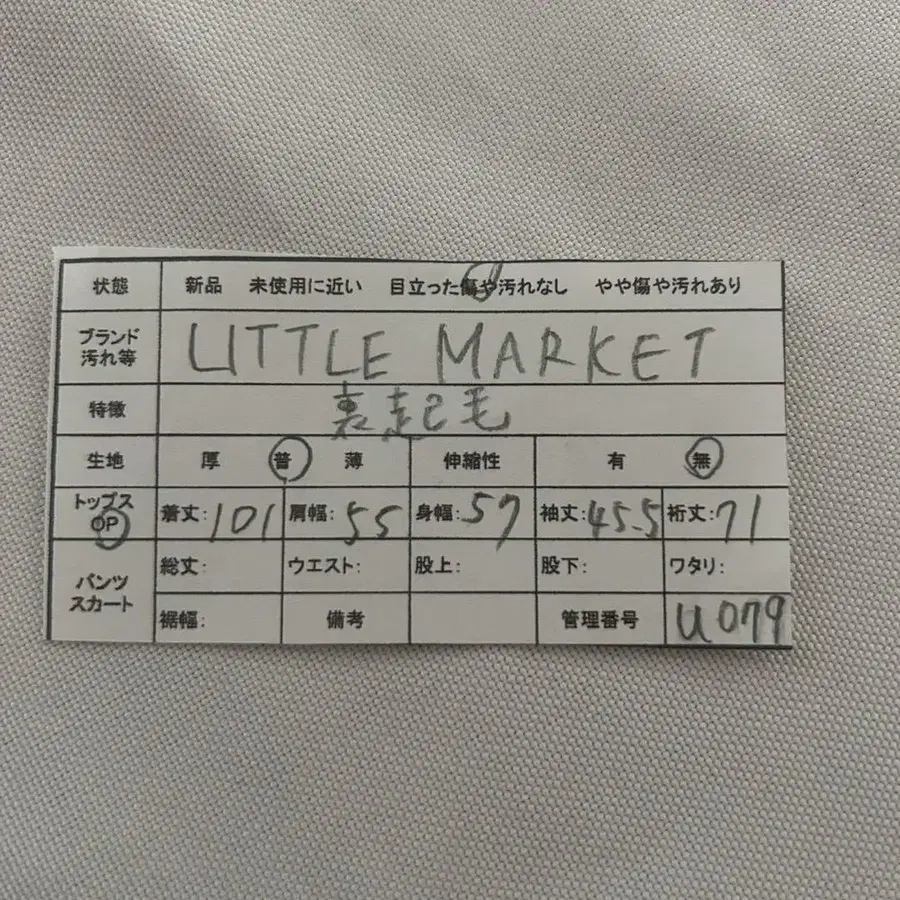 状態 新品 未使用に近い 目立った傷や汚れなし やや傷や汚れあり
ブランド
汚れ等 LITTLE MARKET
特徴 裏起毛
生地 厚 普 薄 伸縮性 有 無
トップス
OP 着丈:101 肩幅:55 身幅:57 袖丈:45.5 裄丈:71
パンツ
スカート 総丈: ウエスト: 股上: 股下: ワタリ:
裾幅: 備考 管理番号 U079